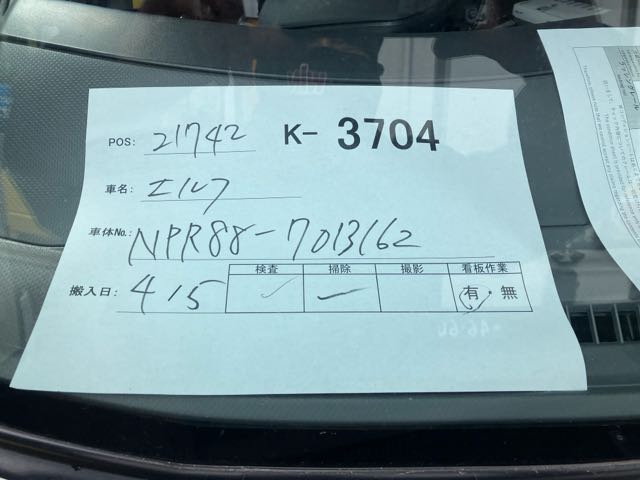 POS: 21742 K- 3704
車名 エルフ
車体No.: NPR88-7013162
搬入日: 4/5
検査 掃除 撮影 看板作業
有・無